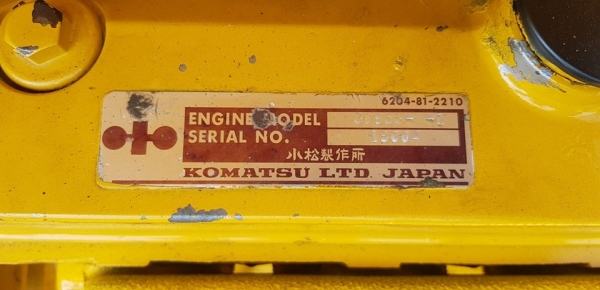 6204-81-2210
ENGINE MODEL
SERIAL NO.
小松製作所
KOMATSU LTD. JAPAN